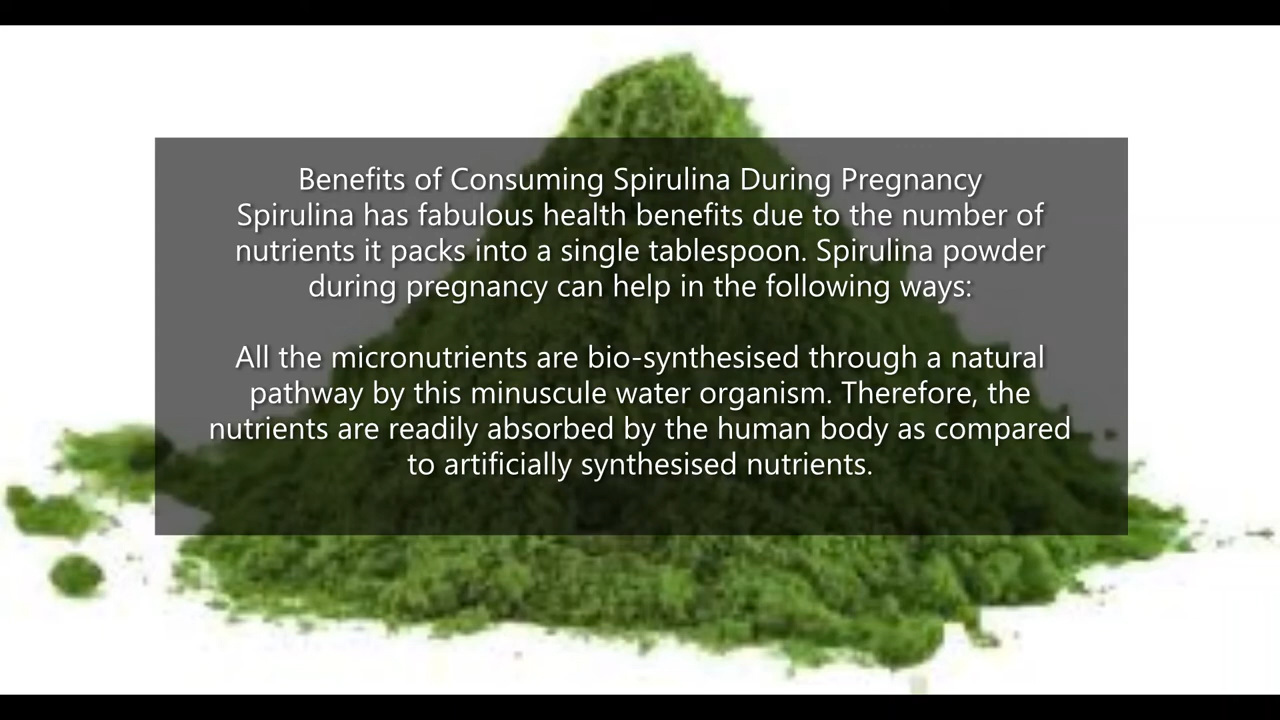 Benefits of Consuming Spirulina During Pregnancy
Spirulina has fabulous health benefits due to the number of
nutrients it packs into a single tablespoon. Spirulina powder
during pregnancy can help in the following ways:
All the micronutrients are bio-synthesised through a natural
pathway by this minuscule water organism. Therefore, the
nutrients are readily absorbed by the human body as compared
to artificially synthesised nutrients.